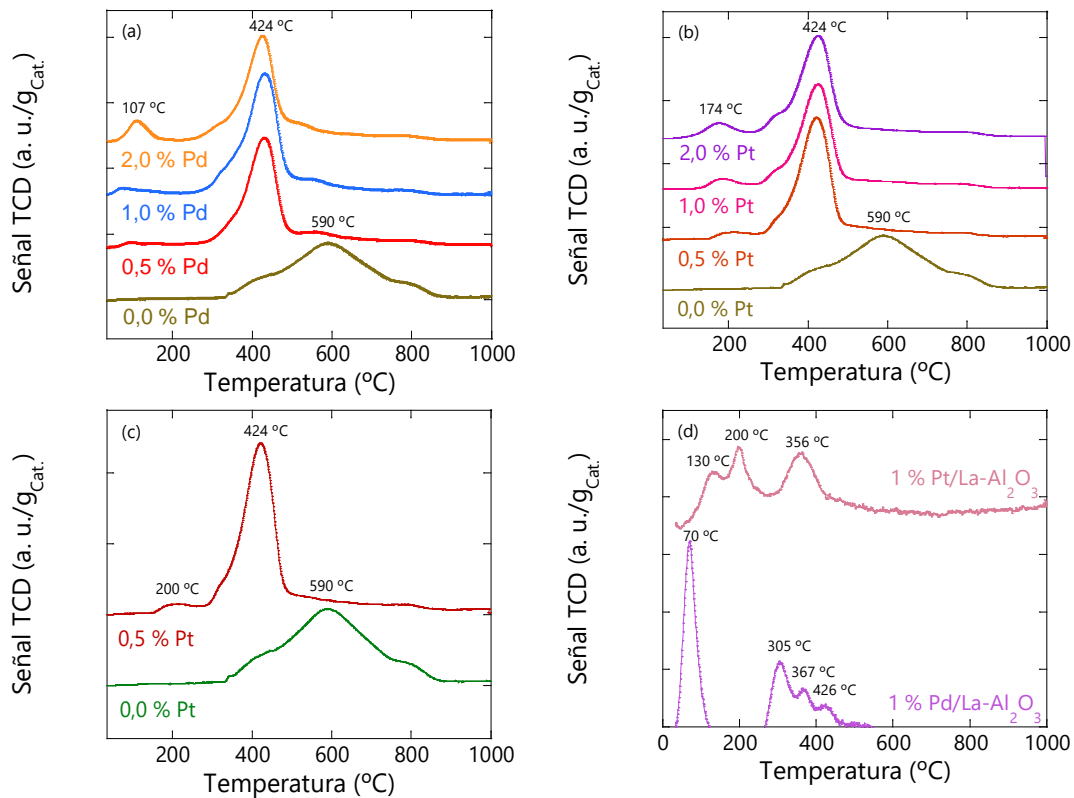 (a)
424 ºC
107 ºC
2,0 % Pd
1,0 % Pd
590 ºC
0,5 % Pd
0,0 % Pd
200 400 600 800 1000
Temperatura (ºC)
Señal TCD (a. u./gCat.)
(b)
424 ºC
174 ºC
2,0 % Pt
1,0 % Pt
590 ºC
0,5 % Pt
0,0 % Pt
200 400 600 800 1000
Temperatura (ºC)
Señal TCD (a. u./gCat.)
(c)
424 ºC
200 ºC
590 ºC
0,5 % Pt
0,0 % Pt
200 400 600 800 1000
Temperatura (ºC)
Señal TCD (a. u./gCat.)
(d)
200 ºC
130 ºC
356 ºC
1 % Pt/La-Al2O3
70 ºC
305 ºC
367 ºC
426 ºC
1 % Pd/La-Al2O3
0 200 400 600 800 1000
Temperatura (ºC)
Señal TCD (a. u./gCat.)